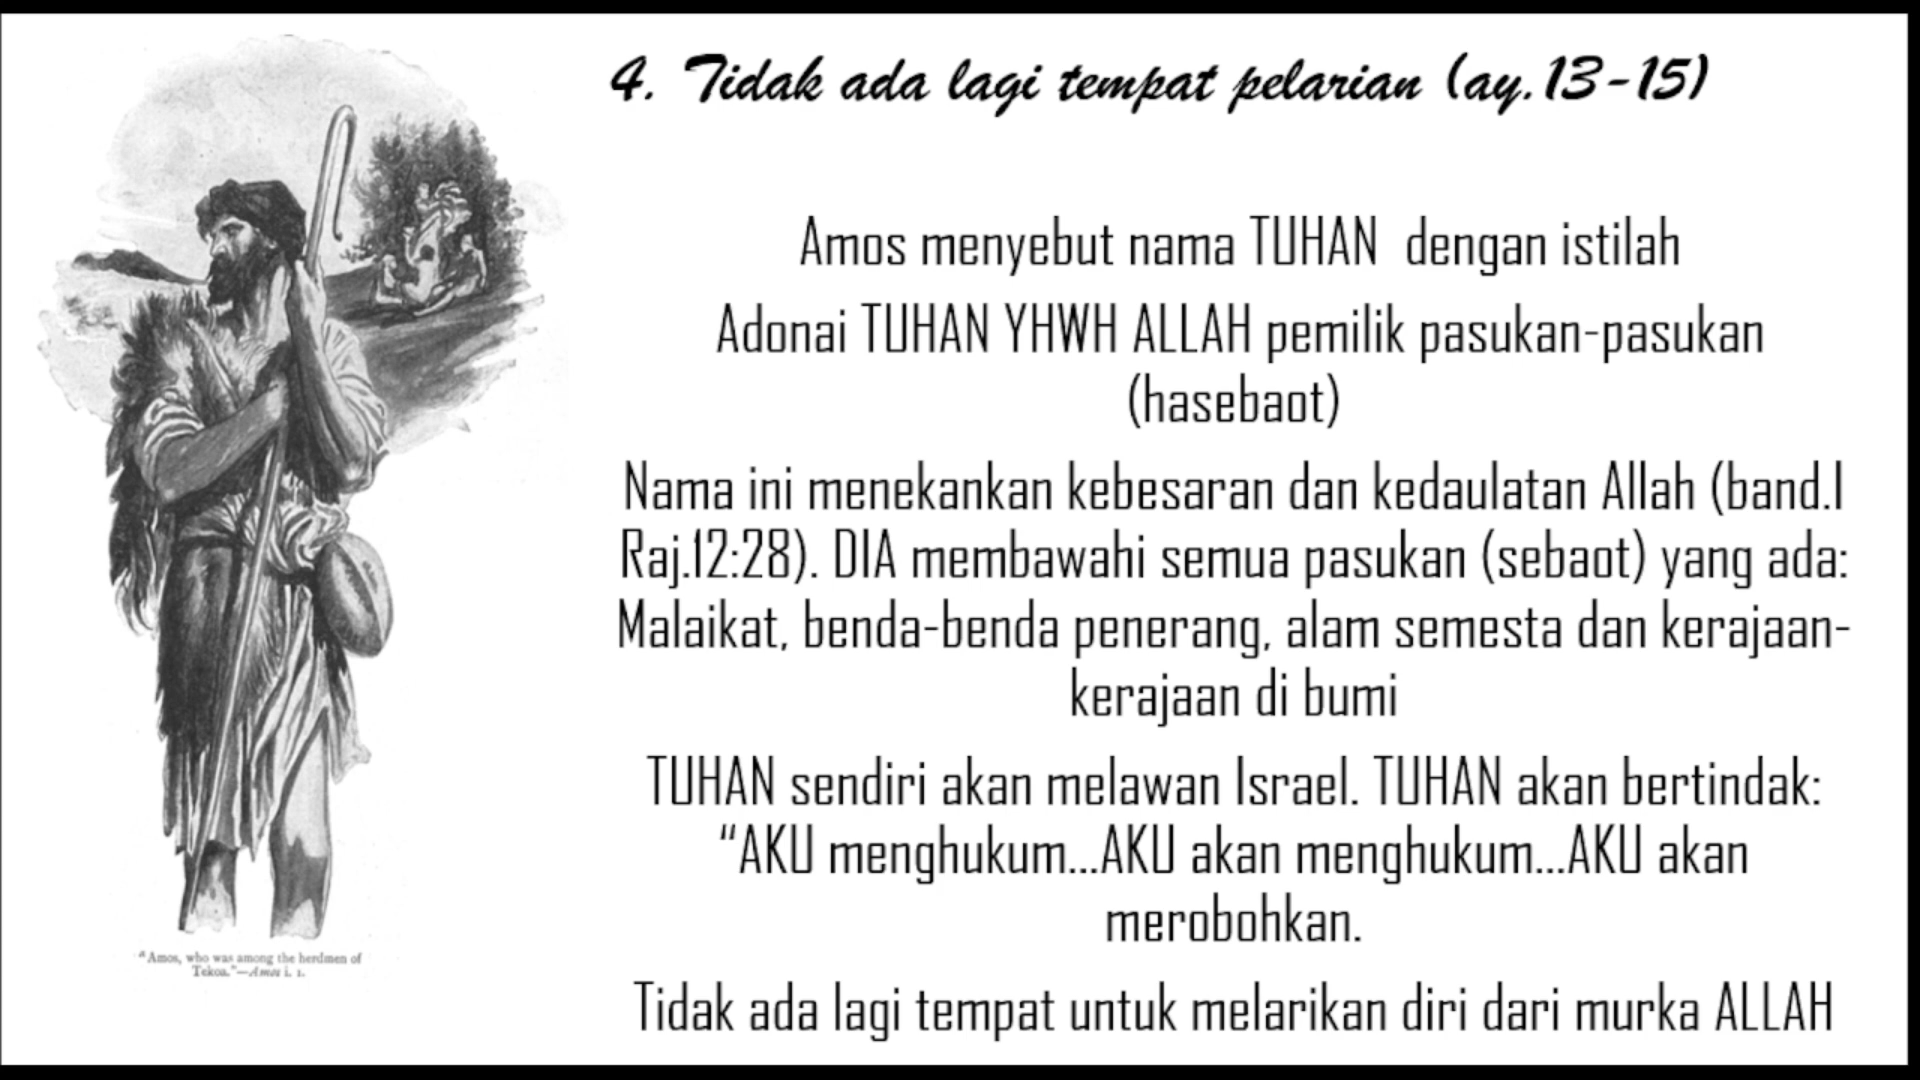 4. Tidak ada lagi tempat pelarian (ay.13-15)
Amos menyebut nama TUHAN dengan istilah
Adonai TUHAN YHWH ALLAH pemilik pasukan-pasukan
(hasebaot)
Nama ini menekankan kebesaran dan kedaulatan Allah (band.I
Raj.12:28). DIA membawahi semua pasukan (sebaot) yang ada:
Malaikat, benda-benda penerang, alam semesta dan kerajaan-
kerajaan di bumi
TUHAN sendiri akan melawan Israel. TUHAN akan bertindak:
“AKU menghukum...AKU akan menghukum...AKU akan
merobohkan.
Tidak ada lagi tempat untuk melarikan diri dari murka ALLAH
“Amos, who was among the herdmen of
Tekoa.”—Amos i. 1.